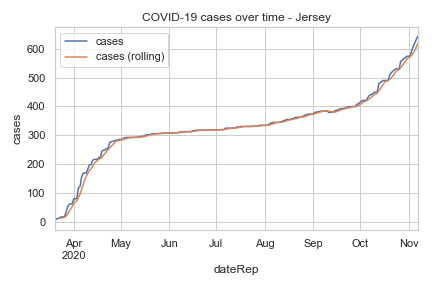 COVID-19 cases over time - Jersey
cases
cases (rolling)
600
500
400
300
200
100
0
cases
Apr May Jun Jul Aug Sep Oct Nov
2020
dateRep